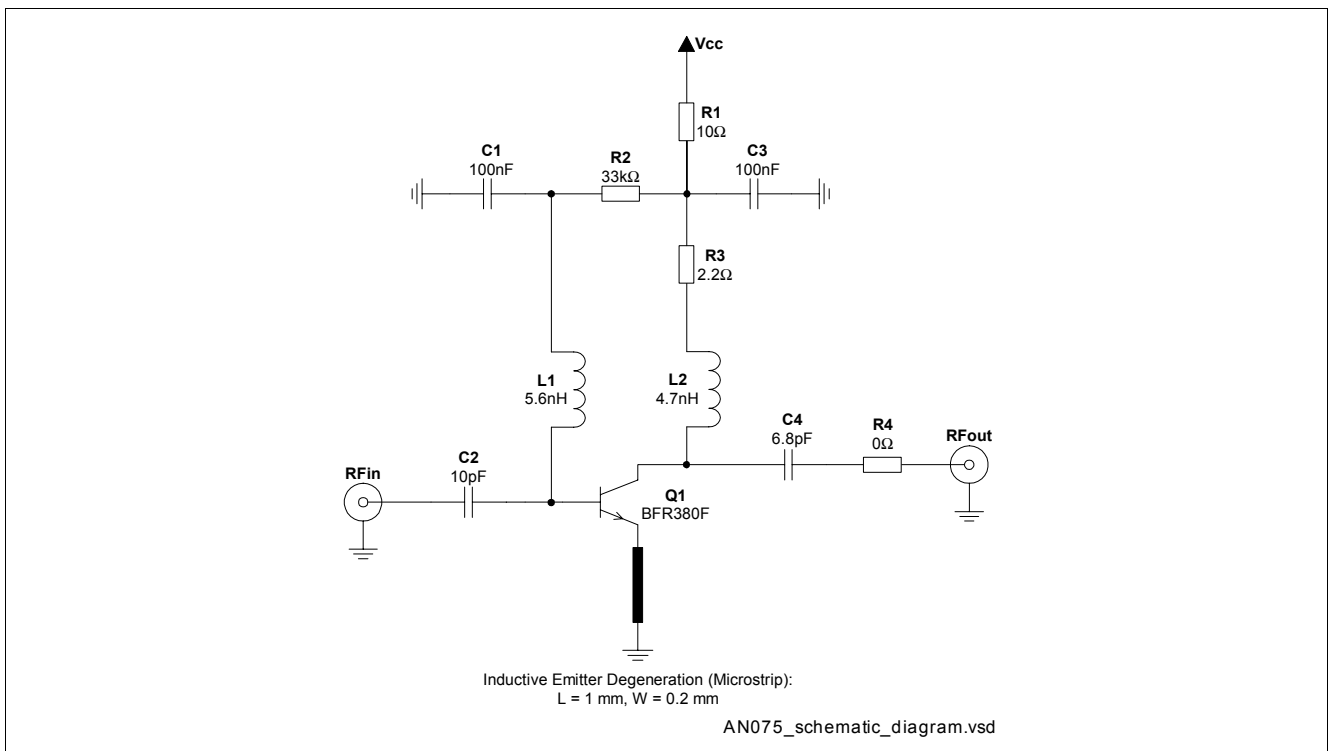 Vcc
R1
10Ω
C1
100nF
R2
33kΩ
C3
100nF
R3
2.2Ω
L1
5.6nH
L2
4.7nH
C4
6.8pF
R4
0Ω
RFout
RFin
C2
10pF
Q1
BFR380F
Inductive Emitter Degeneration (Microstrip):
L = 1 mm, W = 0.2 mm
AN075_schematic_diagram.vsd